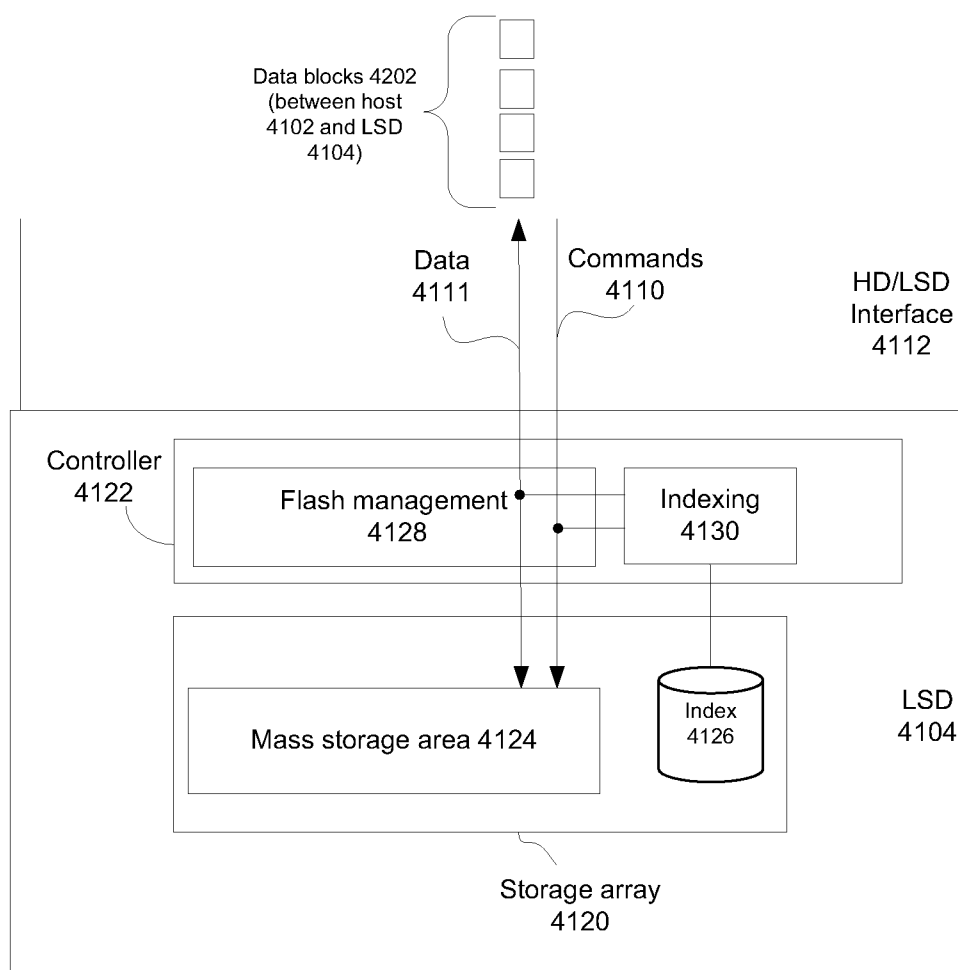 Data blocks 4202
(between host
4102 and LSD
4104)
Data
4111
Commands
4110
HD/LSD
Interface
4112
Controller
4122
Flash management
4128
Indexing
4130
Mass storage area 4124
Index
4126
LSD
4104
Storage array
4120